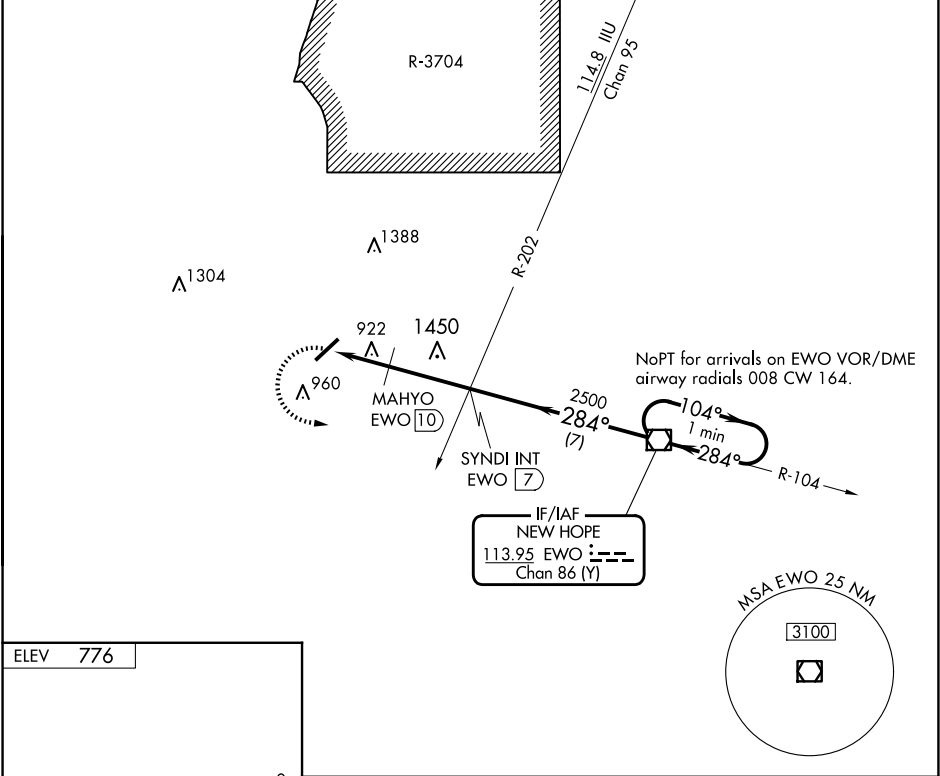 R-3704
114.8 IIU
Chan 95
R-202
1388
1304
922
1450
960
MAHYO
EWO 10
SYNDI INT
EWO 7
2500
284°
(7)
NoPT for arrivals on EWO VOR/DME
airway radials 008 CW 164.
104°
1 min
284°
R-104
IF/IAF
NEW HOPE
113.95 EWO
Chan 86 (Y)
MSA EWO 25 NM
3100
ELEV 776